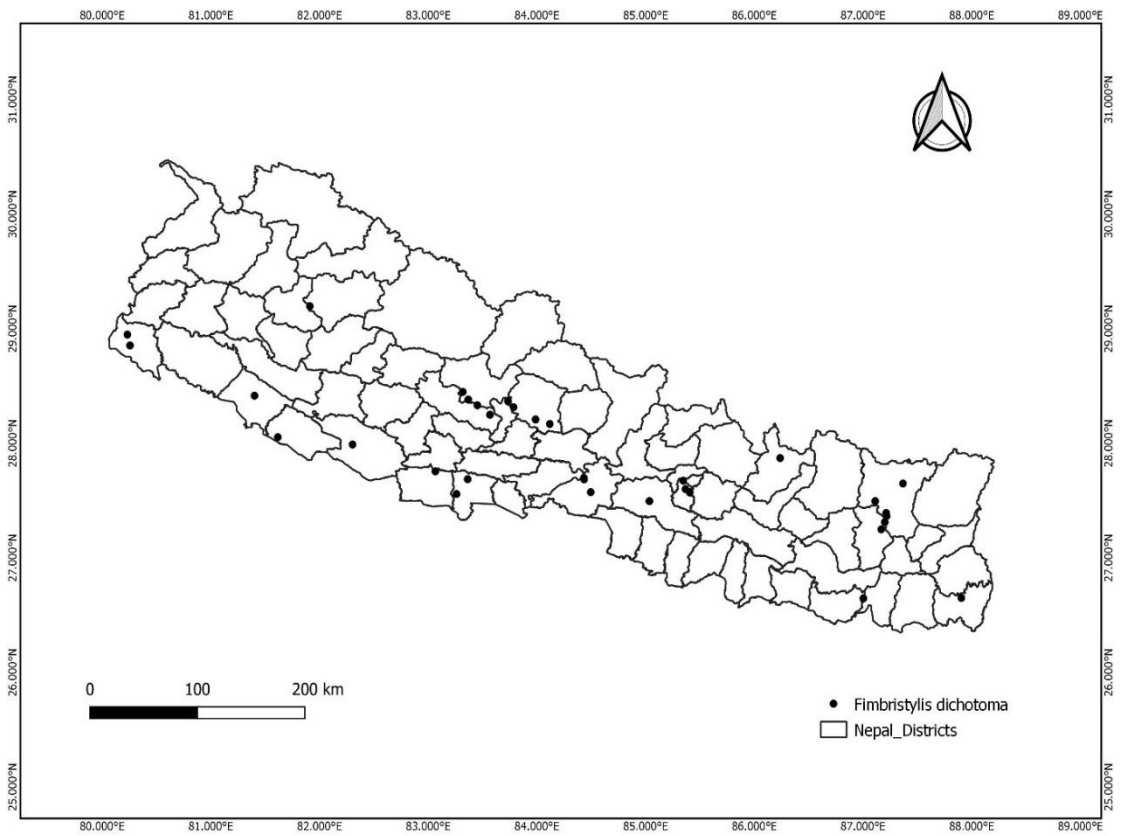 80.000°E 81.000°E 82.000°E 83.000°E 84.000°E 85.000°E 86.000°E 87.000°E 88.000°E 89.000°E
31.000°N 31.000°N
30.000°N 30.000°N
29.000°N 29.000°N
28.000°N 28.000°N
27.000°N 27.000°N
26.000°N 26.000°N
0 100 200 km
Fimbristylis dichotoma
Nepal_Districts
25.000°N 25.000°N
80.000°E 81.000°E 82.000°E 83.000°E 84.000°E 85.000°E 86.000°E 87.000°E 88.000°E 89.000°E